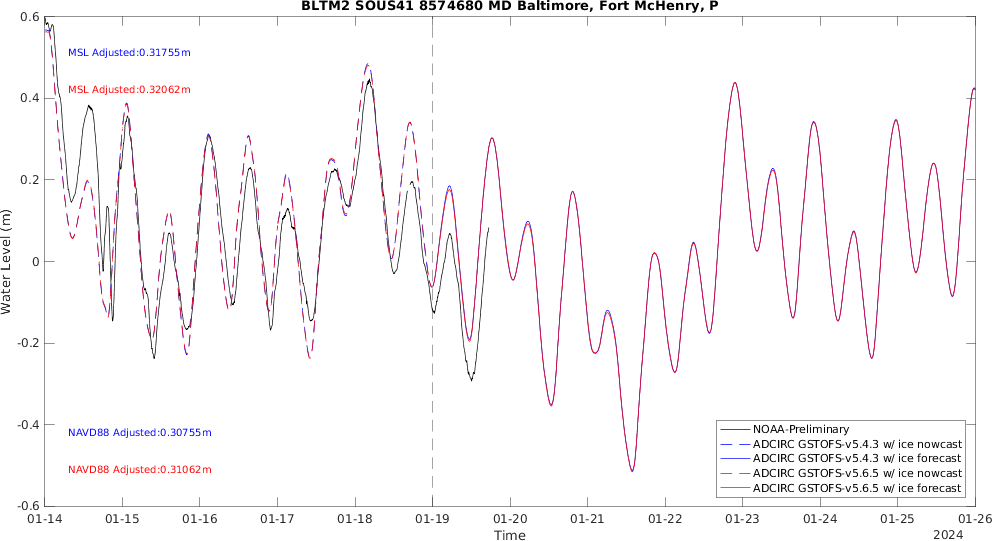 BLTM2 SOUS41 8574680 MD Baltimore, Fort McHenry, P
0.6
0.4
0.2
0
-0.2
-0.4
-0.6
Water Level (m)
MSL Adjusted:0.31755m
MSL Adjusted:0.32062m
NAVD88 Adjusted:0.30755m
NAVD88 Adjusted:0.31062m
NOAA-Preliminary
ADCIRC GSTOFS-v5.4.3 w/ ice nowcast
ADCIRC GSTOFS-v5.4.3 w/ ice forecast
ADCIRC GSTOFS-v5.6.5 w/ ice nowcast
ADCIRC GSTOFS-v5.6.5 w/ ice forecast
01-14 01-15 01-16 01-17 01-18 01-19 01-20 01-21 01-22 01-23 01-24 01-25 01-26
Time
2024